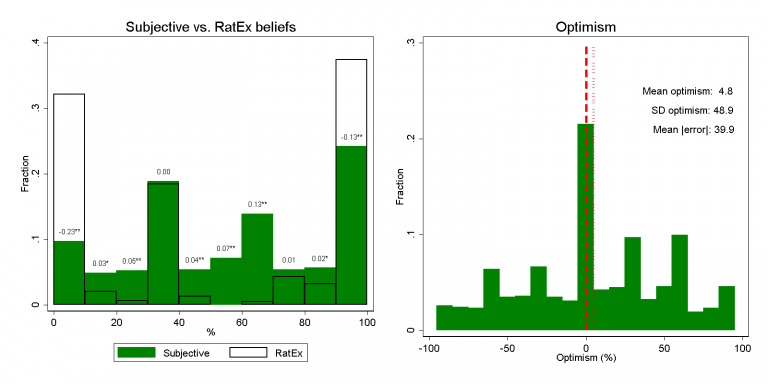 Subjective vs. RatEx beliefs
.4
.3
.2
.1
0
Fraction
-0.23**
0.03*
0.05**
0.00
0.04**
0.07**
0.13**
0.01
0.02*
-0.13**
0 20 40 60 80 100
%
Subjective RatEx
Optimism
.3
.2
.1
0
Fraction
Mean optimism: 4.8
SD optimism: 48.9
Mean |error|: 39.9
-100 -50 0 50 100
Optimism (%)